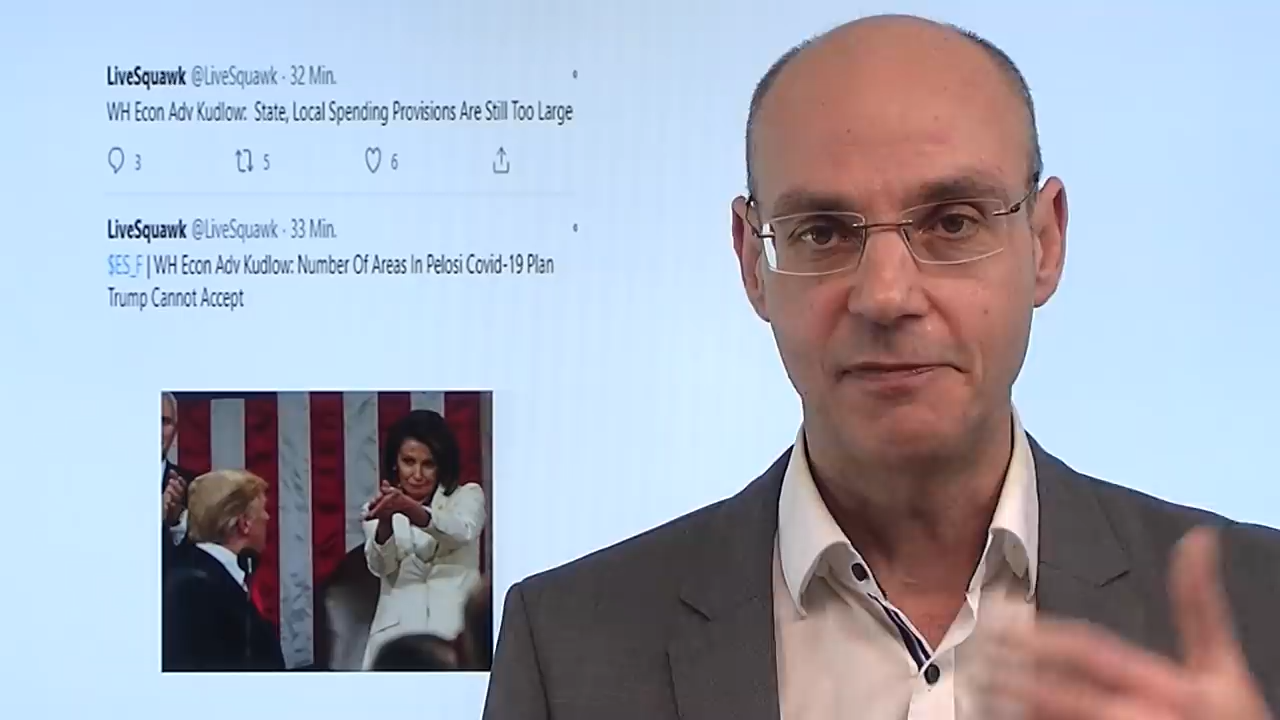 LiveSquawk @LiveSquawk · 32 Min.
WH Econ Adv Kudlow: State, Local Spending Provisions Are Still Too Large
3 5 6
LiveSquawk @LiveSquawk · 33 Min.
$ES_F | WH Econ Adv Kudlow: Number Of Areas In Pelosi Covid-19 Plan
Trump Cannot Accept